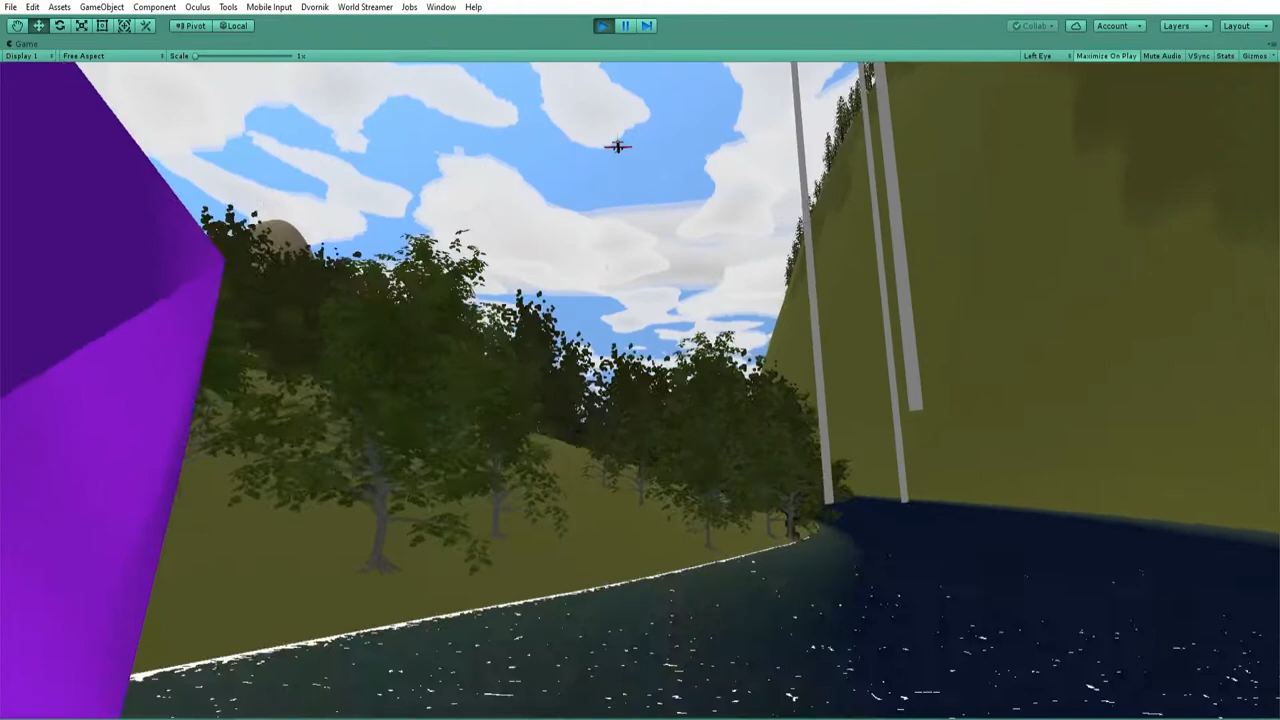 File Edit Assets GameObject Component Oculus Tools Mobile Input Dvornik World Streamer Jobs Window Help
Pivot Local Collab Account Layers Layout
Game
Display 1 Free Aspect Scale 1x Left Eye Maximize On Play Mute Audio VSync Stats Gizmos